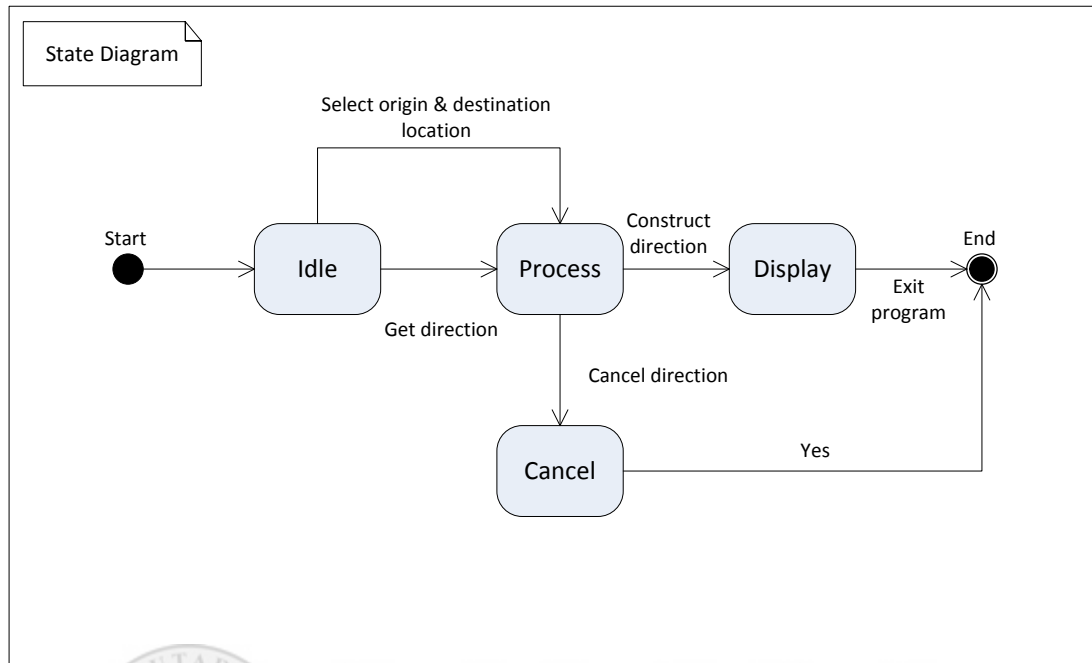 State Diagram
Select origin & destination
location
Start
Idle
Process
Construct
direction
Display
End
Get direction
Exit
program
Cancel direction
Cancel
Yes